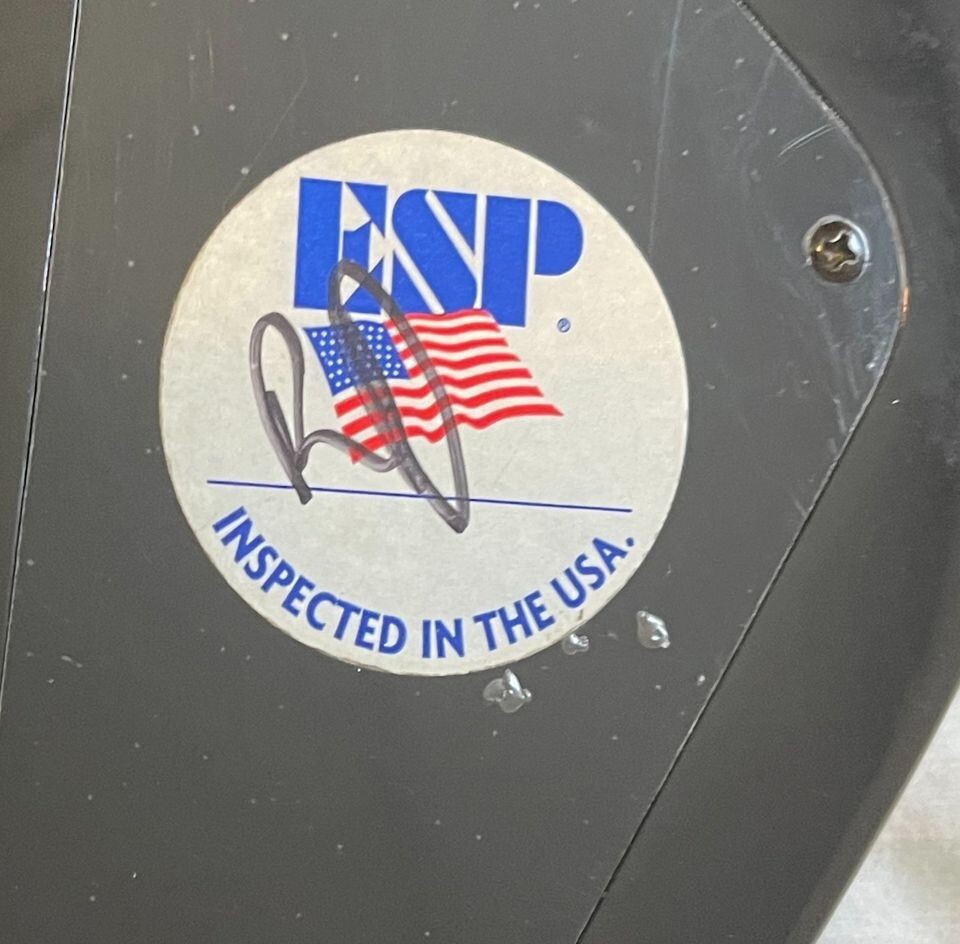 ESP
®
INSPECTED IN THE USA.